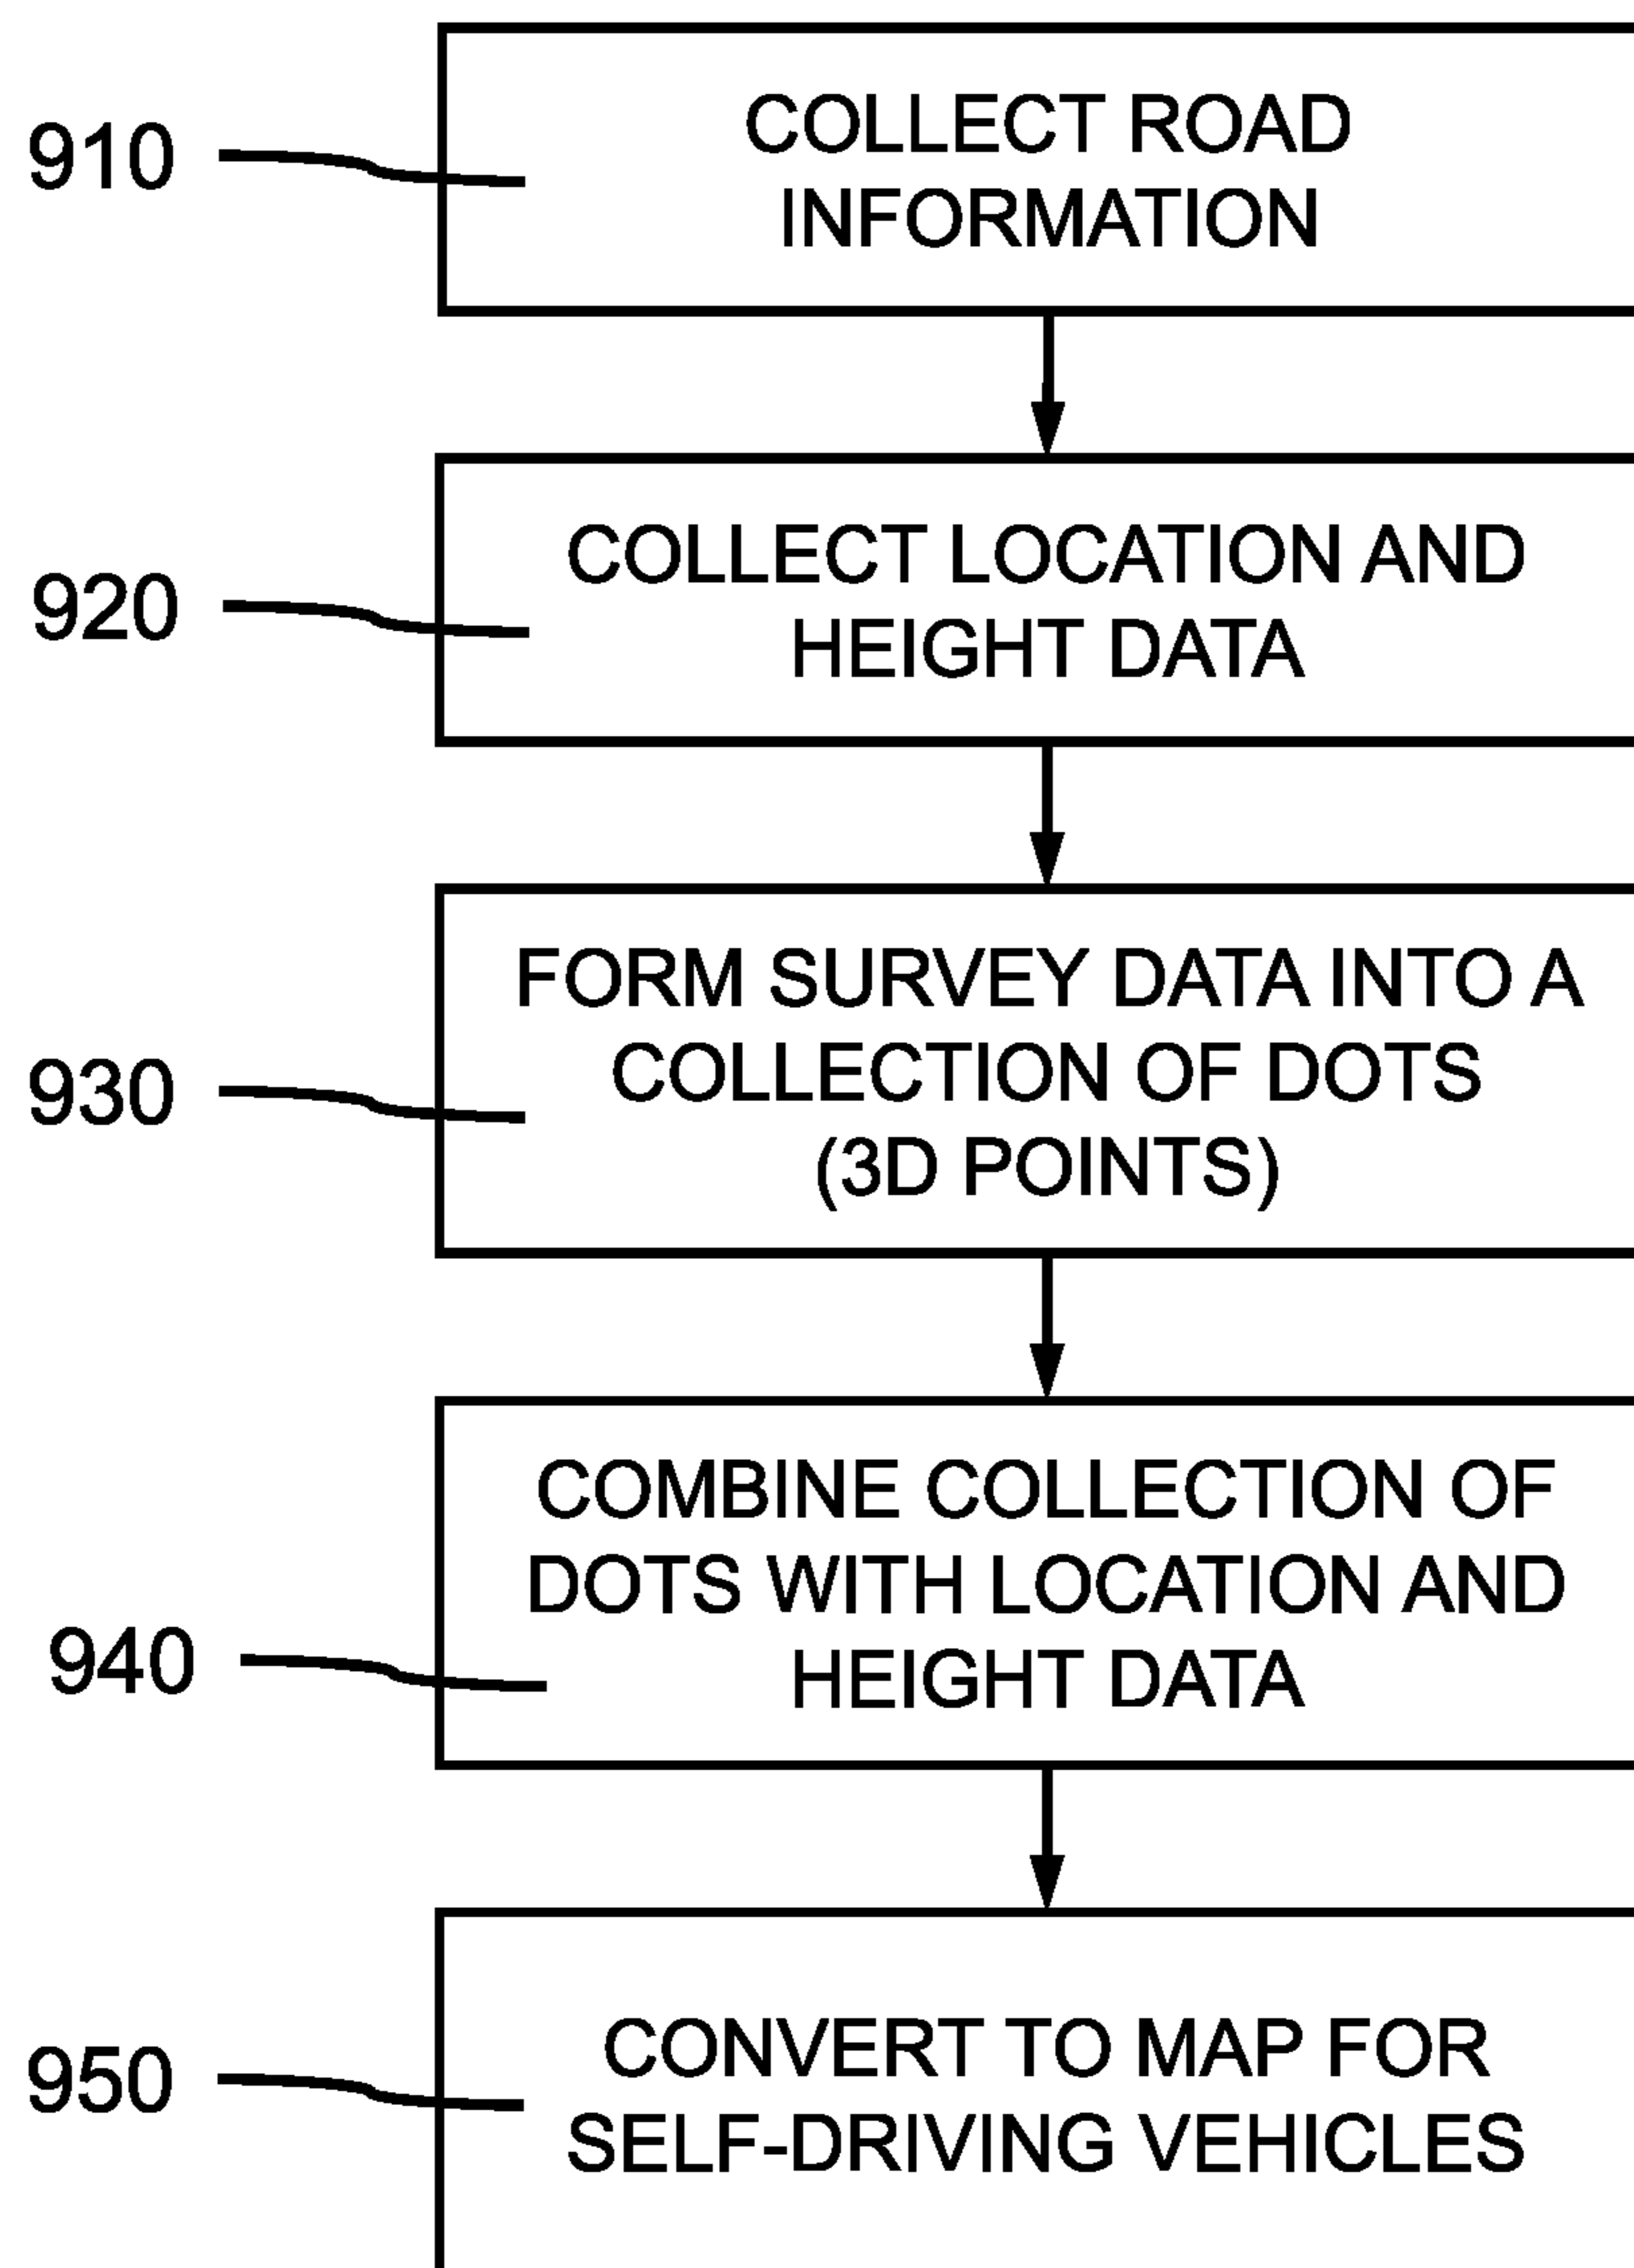 910
COLLECT ROAD
INFORMATION
920
COLLECT LOCATION AND
HEIGHT DATA
930
FORM SURVEY DATA INTO A
COLLECTION OF DOTS
(3D POINTS)
940
COMBINE COLLECTION OF
DOTS WITH LOCATION AND
HEIGHT DATA
950
CONVERT TO MAP FOR
SELF-DRIVING VEHICLES